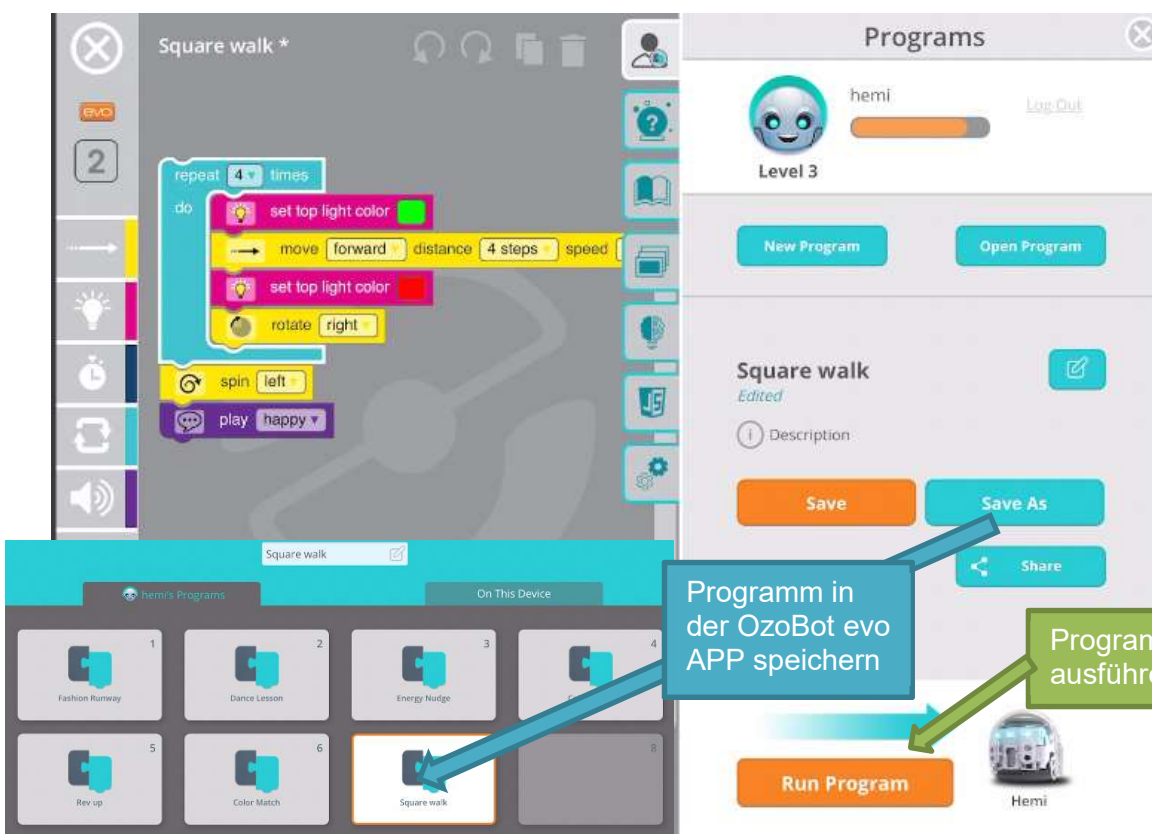 Square walk *
evo
2
repeat 4 times
do
set top light color
move forward distance 4 steps speed
set top light color
rotate right
spin left
play happy
Programs
hemi
Log Out
Level 3
New Program
Open Program
Square walk
Edited
i Description
Save
Save As
Share
Run Program
Hemi
Square walk
hemi's Programs
On This Device
1
Fashion Runway
2
Dance Lesson
3
Energy Nudge
4
5
Rev up
6
Color Match
Square walk
8
Programm in
der OzoBot evo
APP speichern
Program
ausführe
?
JS